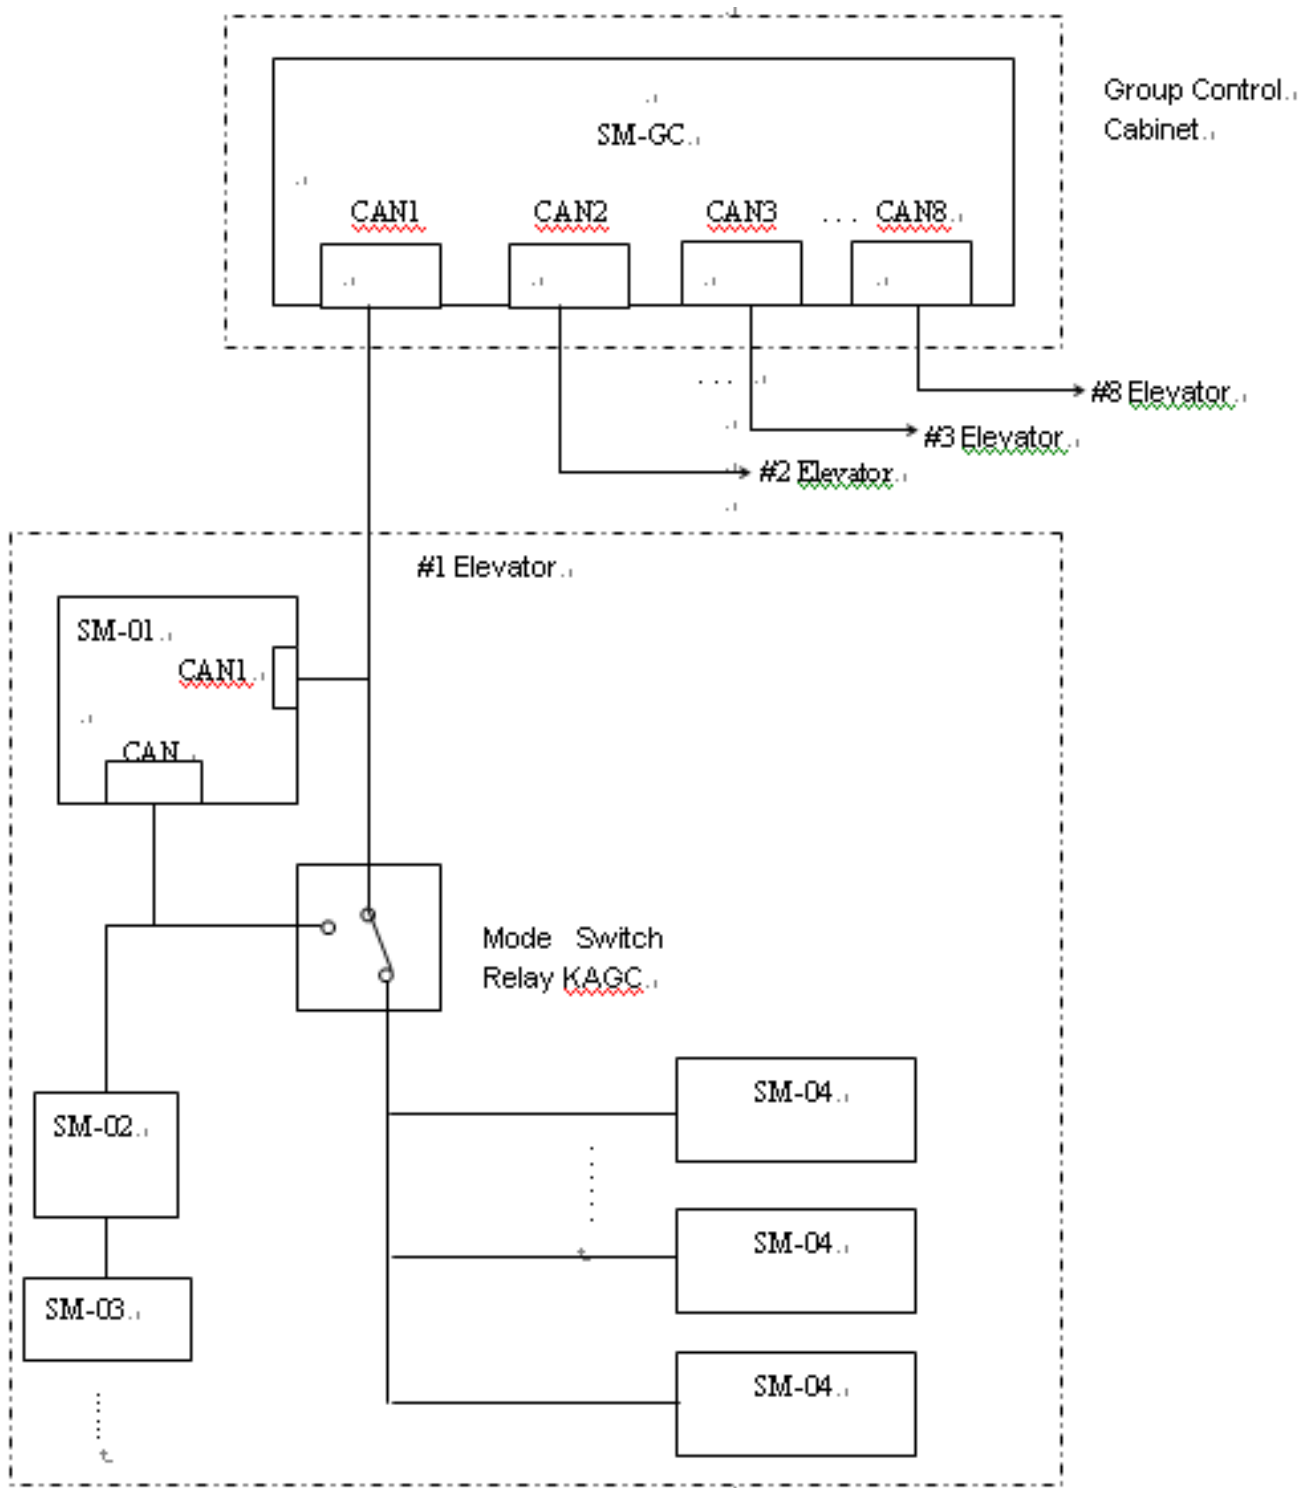 Group Control
Cabinet
SM-GC
CAN1 CAN2 CAN3 ... CAN8
...
#8 Elevator
#3 Elevator
#2 Elevator
#1 Elevator
SM-01
CAN1
CAN
Mode Switch
Relay KAGC
SM-04
SM-02
SM-04
SM-03
SM-04